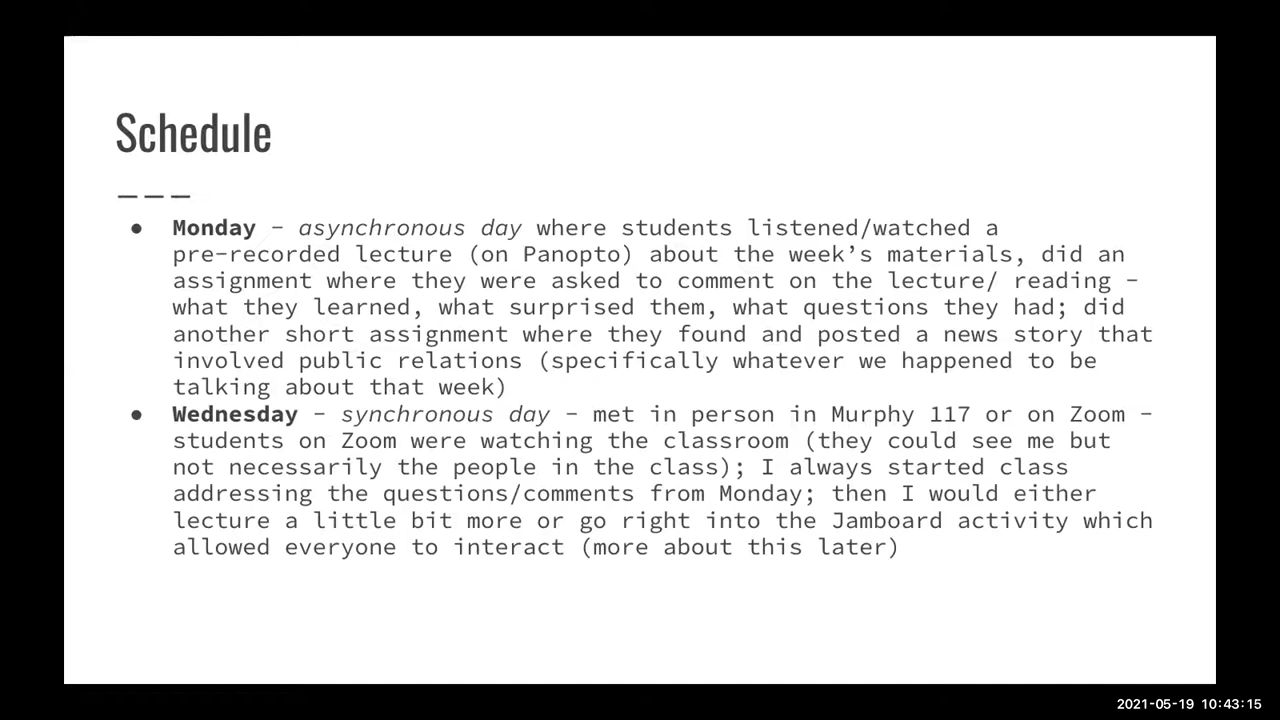 Schedule
● Monday – asynchronous day where students listened/watched a
pre-recorded lecture (on Panopto) about the week’s materials, did an
assignment where they were asked to comment on the lecture/ reading –
what they learned, what surprised them, what questions they had; did
another short assignment where they found and posted a news story that
involved public relations (specifically whatever we happened to be
talking about that week)
● Wednesday – synchronous day – met in person in Murphy 117 or on Zoom –
students on Zoom were watching the classroom (they could see me but
not necessarily the people in the class); I always started class
addressing the questions/comments from Monday; then I would either
lecture a little bit more or go right into the Jamboard activity which
allowed everyone to interact (more about this later)
2021-05-19 10:43:15